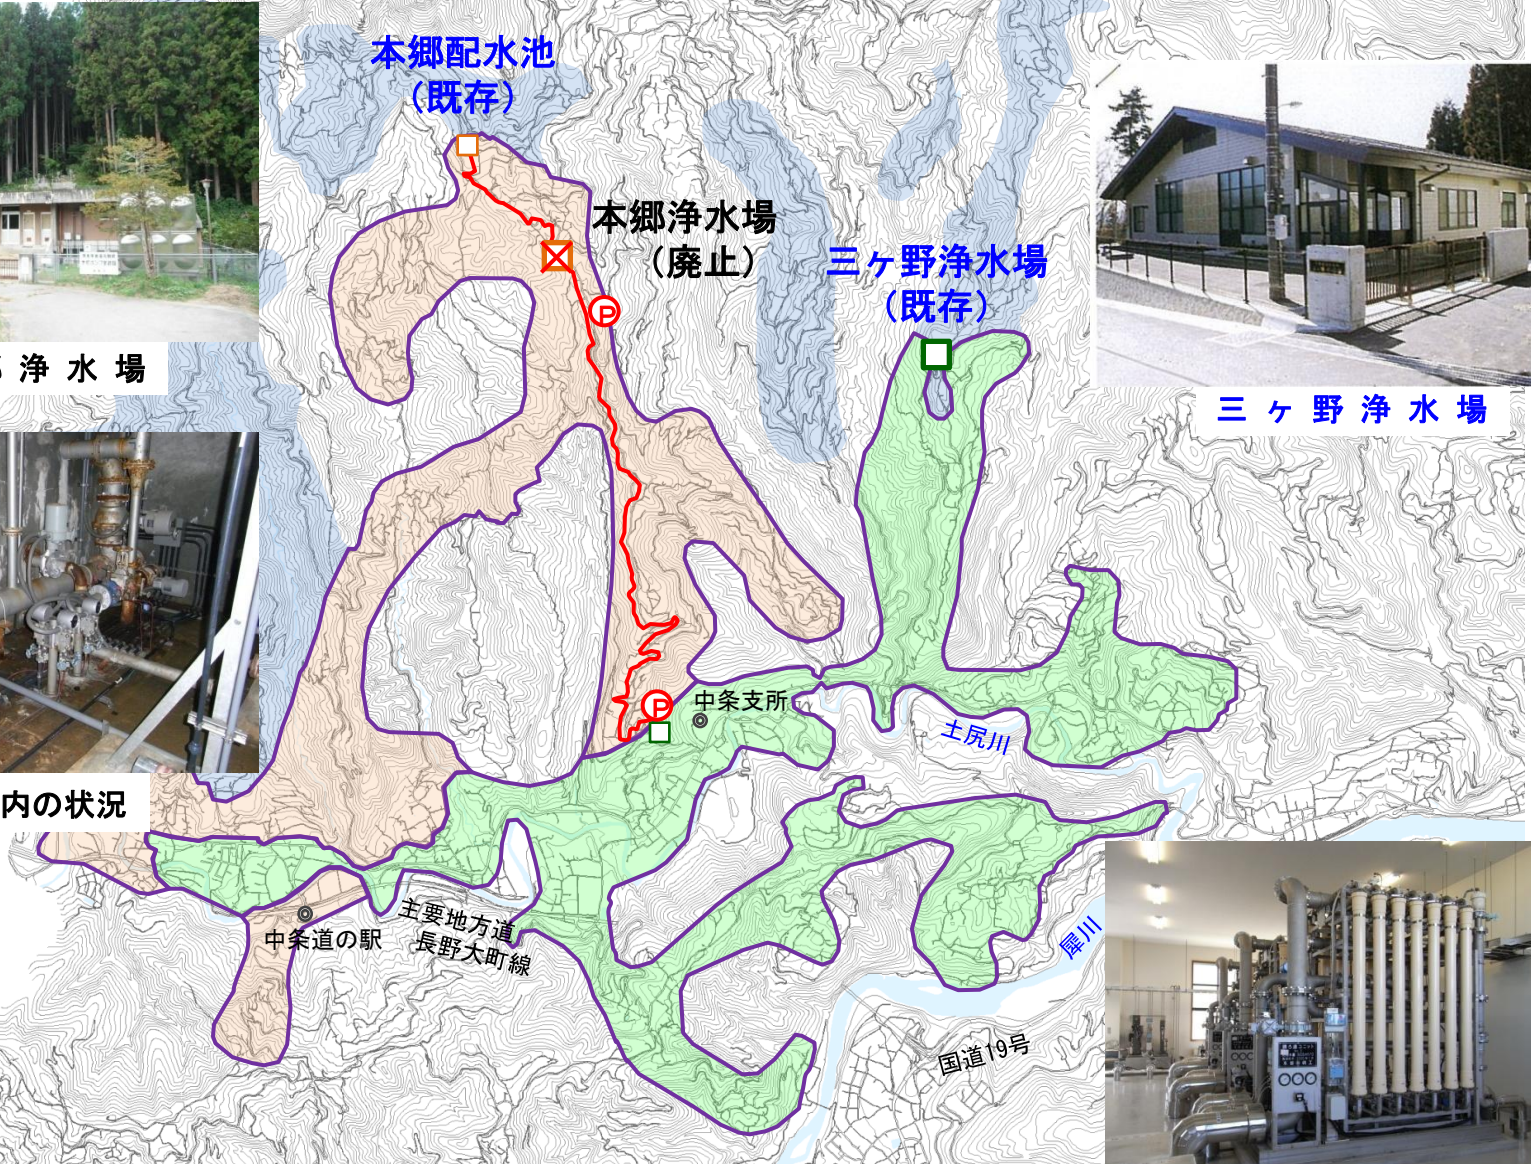 本郷配水池
(既存)
本郷浄水場
(廃止)
三ヶ野浄水場
(既存)
浄水場
三ヶ野浄水場
P
P
中条支所
土尻川
内の状況
主要地方道
長野大町線
中条道の駅
犀川
国道19号